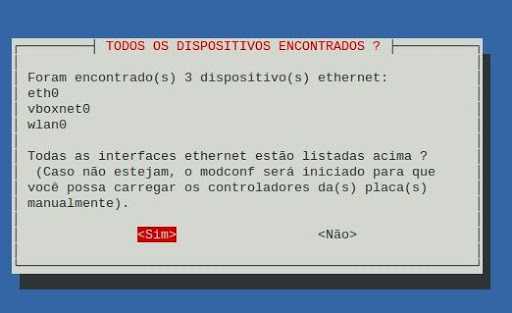 TODOS OS DISPOSITIVOS ENCONTRADOS ?
Foram encontrado(s) 3 dispositivo(s) ethernet:
eth0
vboxnet0
wlan0
Todas as interfaces ethernet estão listadas acima ?
(Caso não estejam, o modconf será iniciado para que
você possa carregar os controladores da(s) placa(s)
manualmente).
<Sim> <Não>